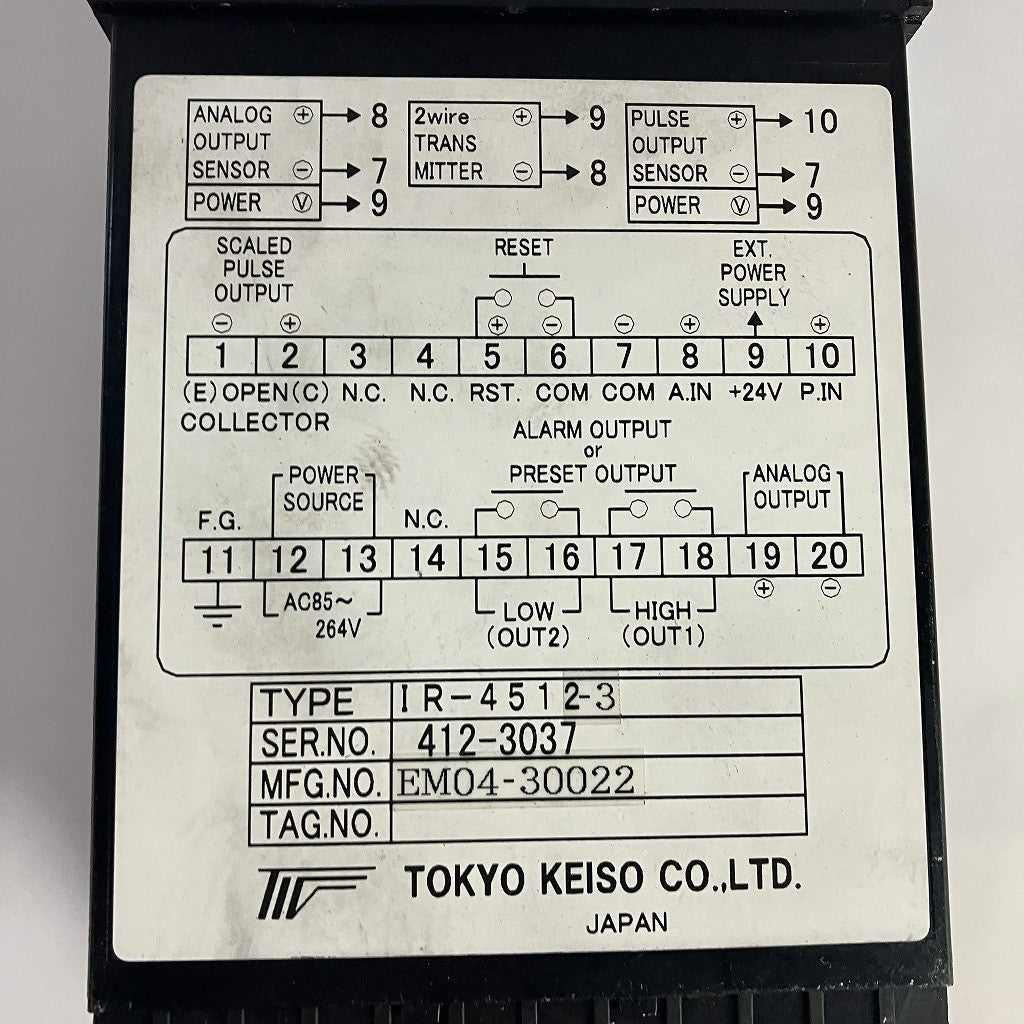 ANALOG ⊕ → 8
OUTPUT
SENSOR ⊖ → 7
POWER Ⓥ → 9
2wire ⊕ → 9
TRANS
MITTER ⊖ → 8
PULSE ⊕ → 10
OUTPUT
SENSOR ⊖ → 7
POWER Ⓥ → 9
SCALED
PULSE
OUTPUT
RESET
EXT.
POWER
SUPPLY
⊖ ⊕ ⊕ ⊖ ⊖ ⊕ ⊕
1 2 3 4 5 6 7 8 9 10
(E) OPEN (C) N.C. N.C. RST. COM COM A.IN +24V P.IN
COLLECTOR
ALARM OUTPUT
or
PRESET OUTPUT
POWER
SOURCE
ANALOG
OUTPUT
F.G.
N.C.
11 12 13 14 15 16 17 18 19 20
⊕ ⊖
AC85~
264V
LOW
(OUT2)
HIGH
(OUT1)
TYPE IR-4512-3
SER.NO. 412-3037
MFG.NO. EM04-30022
TAG.NO.
TOKYO KEISO CO.,LTD.
JAPAN